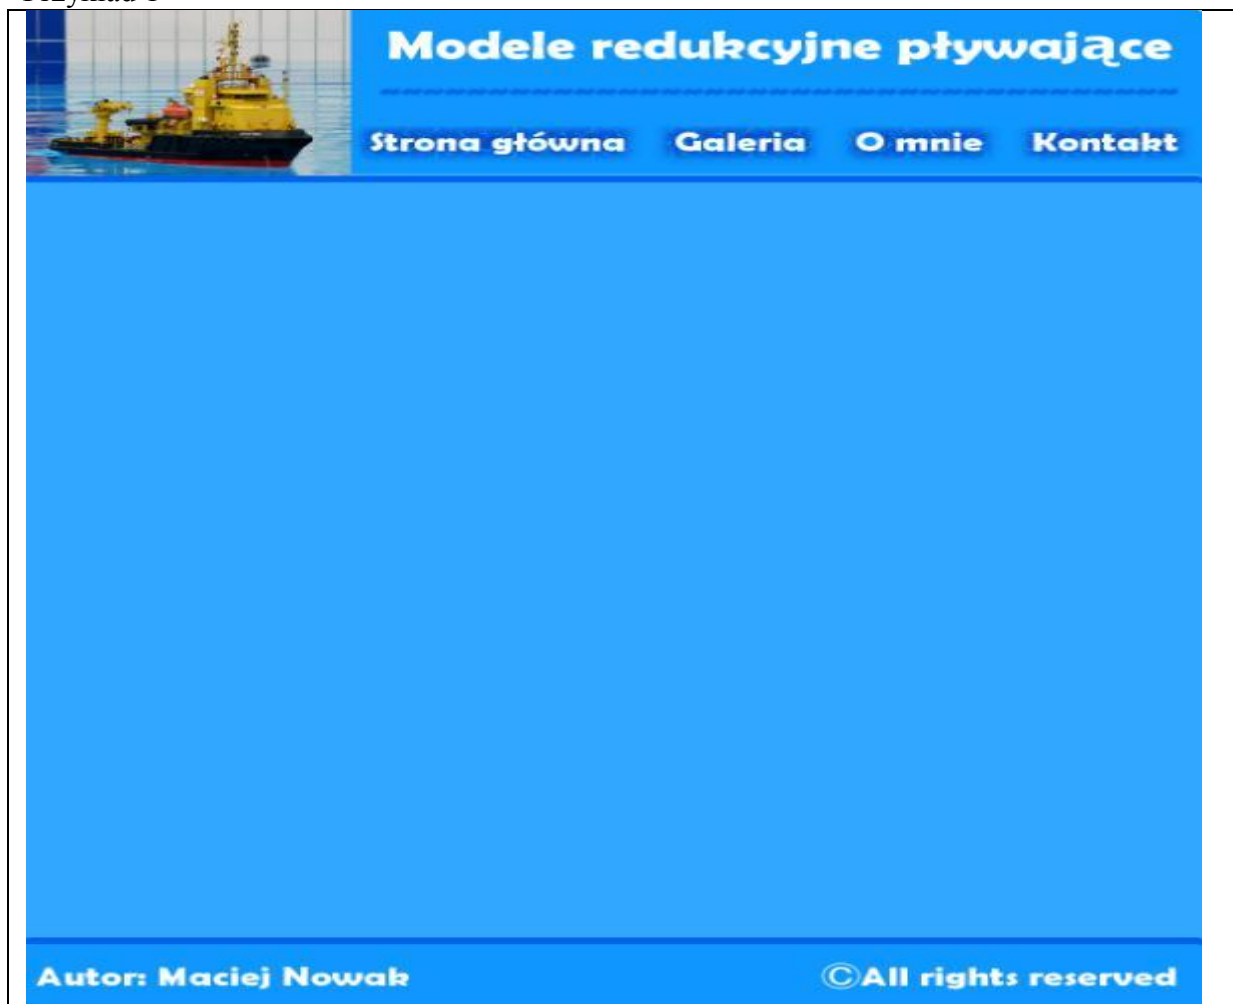 Modele redukcyjne pływające
Strona główna Galeria O mnie Kontakt
Autor: Maciej Nowak ©All rights reserved